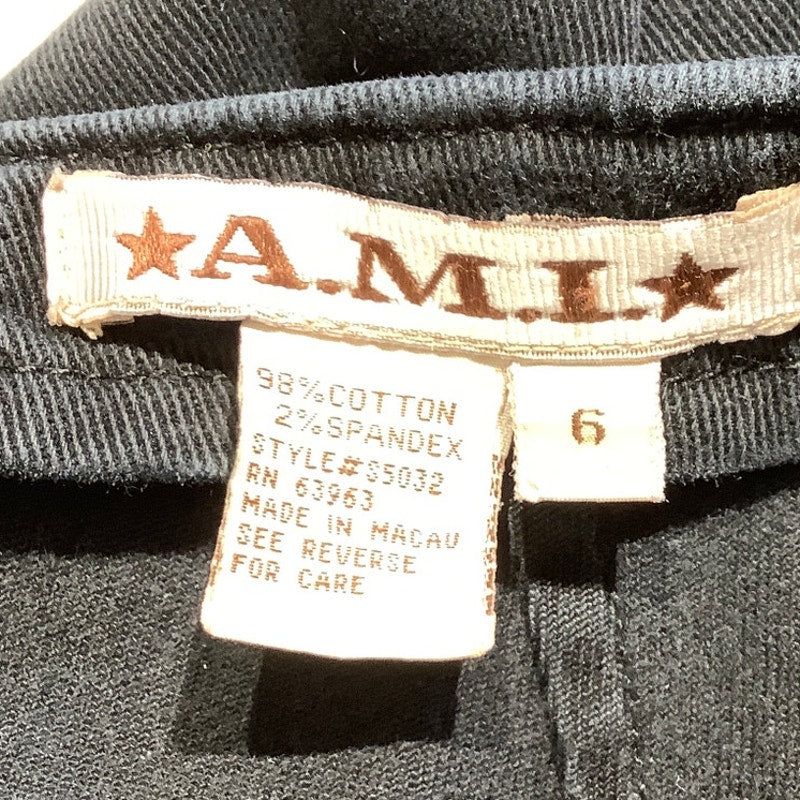 ★A.M.I.★
98%COTTON
2%SPANDEX
STYLE#S5032
RN 63963
MADE IN MACAU
SEE REVERSE
FOR CARE
6